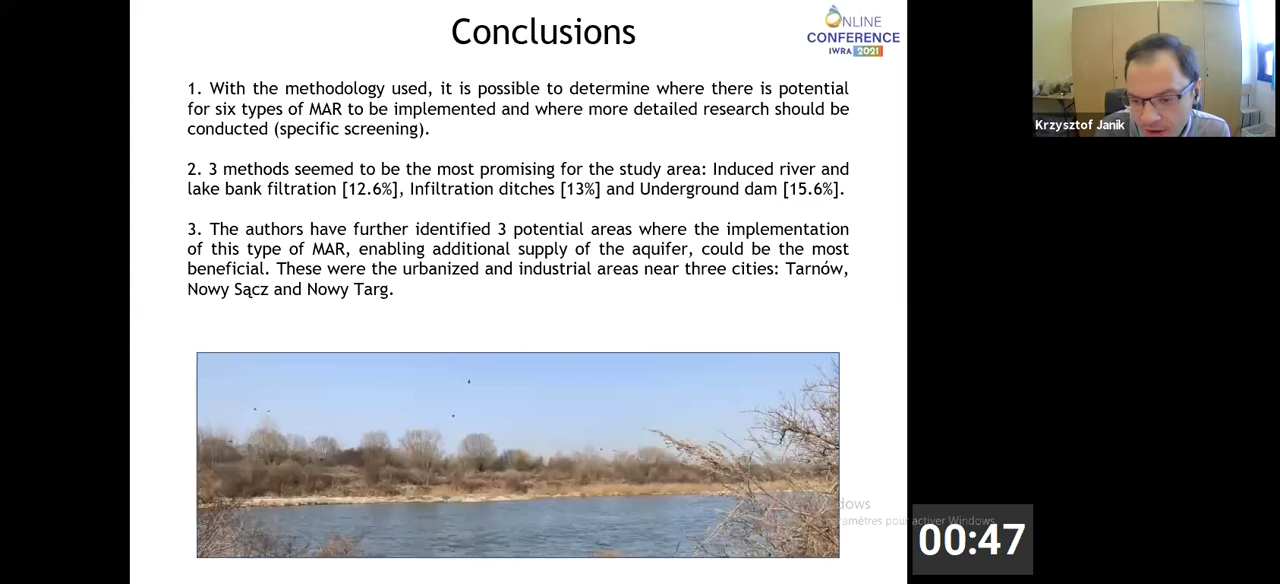 Conclusions
ONLINE
CONFERENCE
IWRA 2021
1. With the methodology used, it is possible to determine where there is potential
for six types of MAR to be implemented and where more detailed research should be
conducted (specific screening).
2. 3 methods seemed to be the most promising for the study area: Induced river and
lake bank filtration [12.6%], Infiltration ditches [13%] and Underground dam [15.6%].
3. The authors have further identified 3 potential areas where the implementation
of this type of MAR, enabling additional supply of the aquifer, could be the most
beneficial. These were the urbanized and industrial areas near three cities: Tarnów,
Nowy Sącz and Nowy Targ.
Krzysztof Janik
dows
ramètres pour activer Windows.
00:47